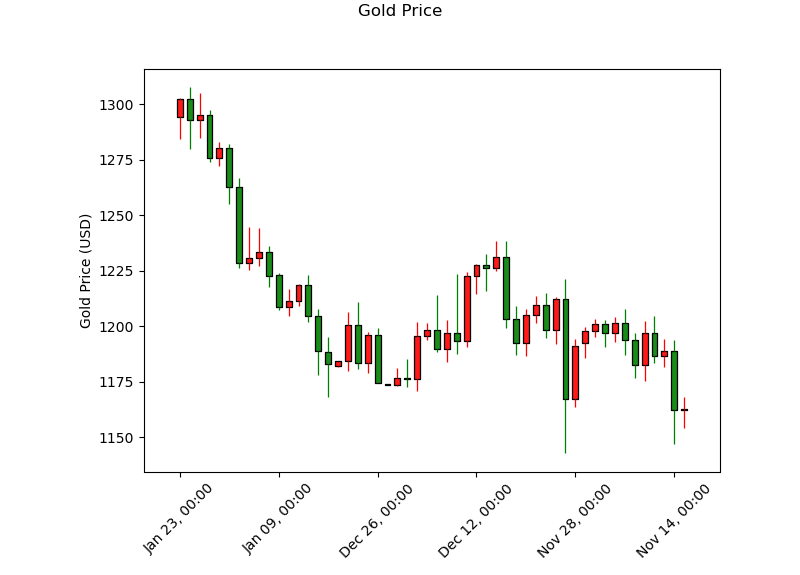 Gold Price
Gold Price (USD)
1300
1275
1250
1225
1200
1175
1150
Jan 23, 00:00
Jan 09, 00:00
Dec 26, 00:00
Dec 12, 00:00
Nov 28, 00:00
Nov 14, 00:00